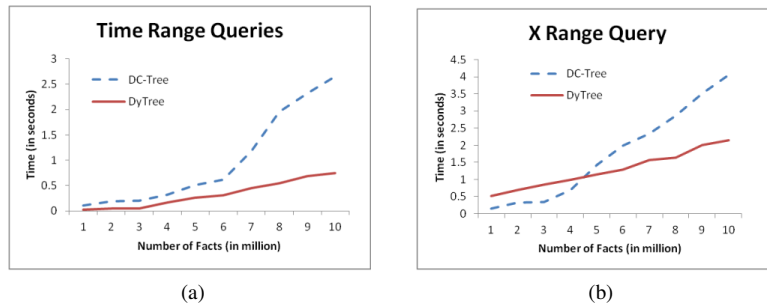 Time Range Queries
3
2.5
2
1.5
1
0.5
0
Time (in seconds)
DC-Tree
DyTree
1 2 3 4 5 6 7 8 9 10
Number of Facts (in million)
(a)
X Range Query
4.5
4
3.5
3
2.5
2
1.5
1
0.5
0
Time (in seconds)
DC-Tree
DyTree
1 2 3 4 5 6 7 8 9 10
Number of Facts (in million)
(b)